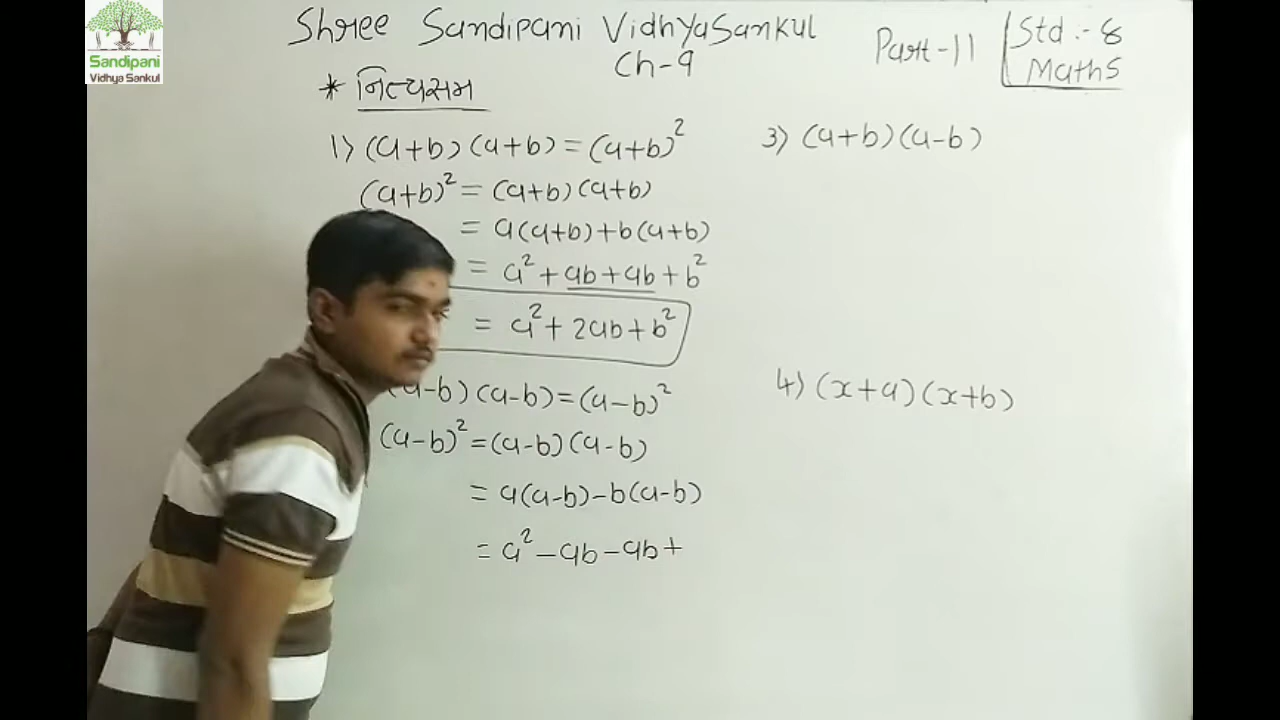 Sandipani
Vidhya Sankul
Shree Sandipani VidhyaSankul
Ch-9
Part-11
Std :- 8
Maths
* નિત્યસમ
1) (a+b) (a+b) = (a+b)²
(a+b)² = (a+b) (a+b)
= a(a+b)+b(a+b)
= a² + ab + ab + b²
= a² + 2ab + b²
a-b) (a-b) = (a-b)²
(a-b)² = (a-b) (a-b)
= a(a-b)-b(a-b)
= a² - ab - ab +
3) (a+b) (a-b)
4) (x+a) (x+b)